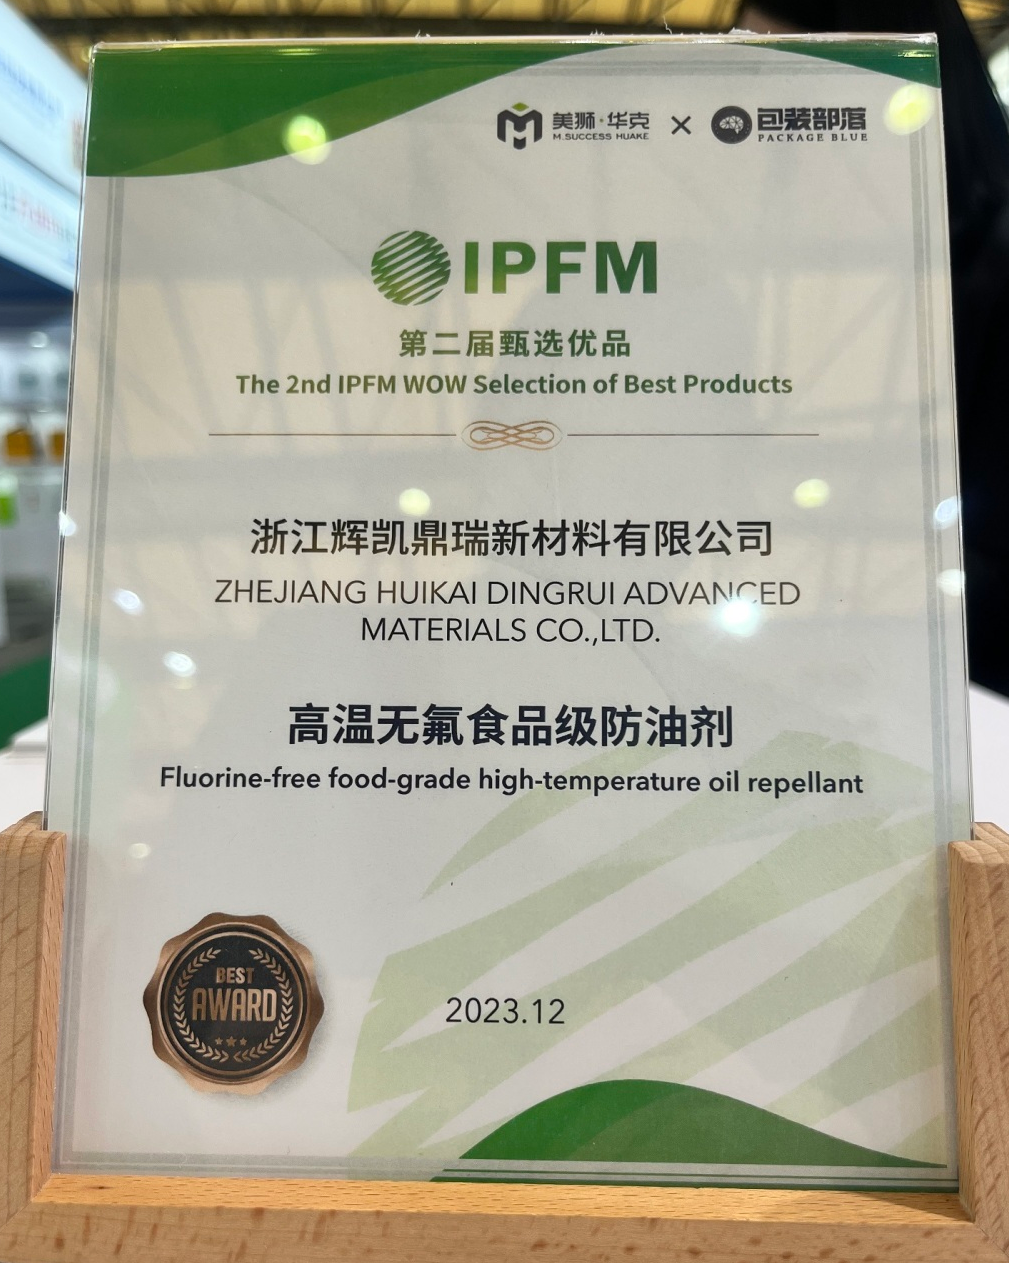 美狮·华克 × 包装部落
M.SUCCESS HUAKE PACKAGE BLUE
IPFM
第二届甄选优品
The 2nd IPFM WOW Selection of Best Products
浙江辉凯鼎瑞新材料有限公司
ZHEJIANG HUIKAI DINGRUI ADVANCED
MATERIALS CO.,LTD.
高温无氟食品级防油剂
Fluorine-free food-grade high-temperature oil repellant
BEST
AWARD
2023.12